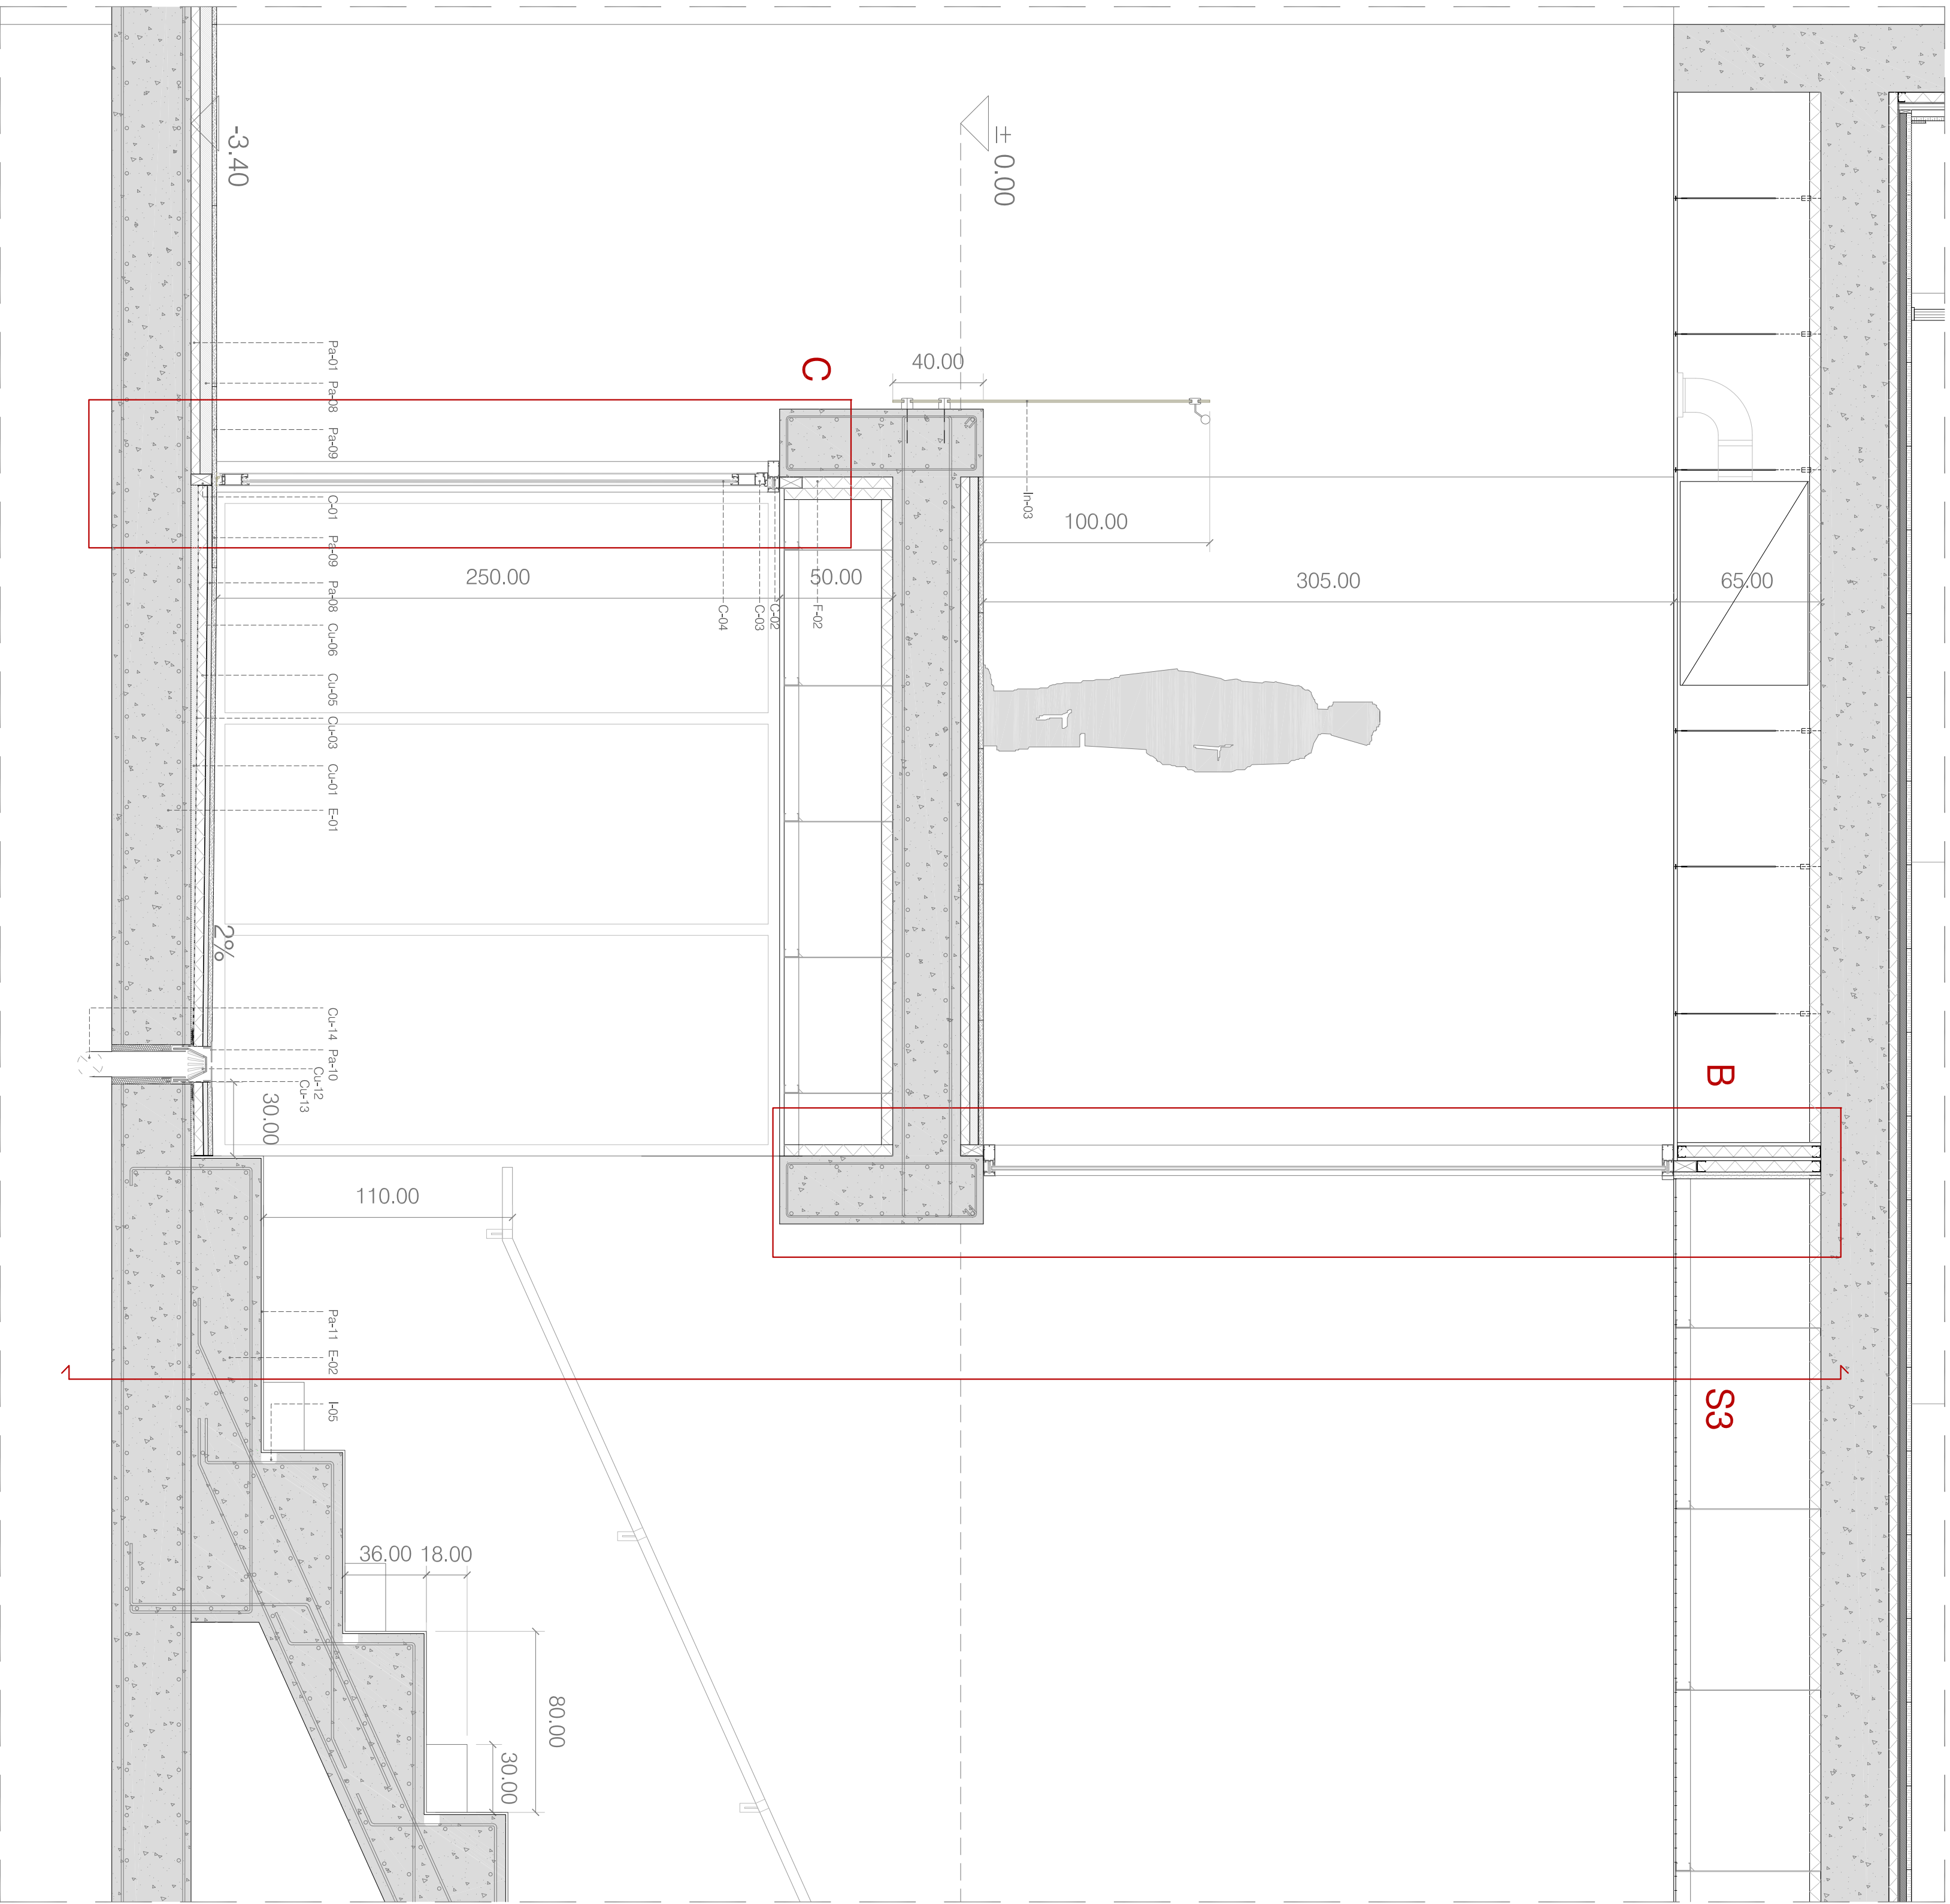 -3.40
± 0.00
40.00
C
Pa-01
Pa-08
Pa-09
C-01
Pa-09
Pa-08
Cu-06
Cu-05
Cu-03
Cu-01
E-01
In-03
100.00
250.00
50.00
305.00
65.00
F-02
C-02
C-03
C-04
2%
Cu-14
Pa-10
Cu-12
Cu-13
30.00
B
110.00
Pa-11
E-02
I-05
S3
36.00
18.00
80.00
30.00